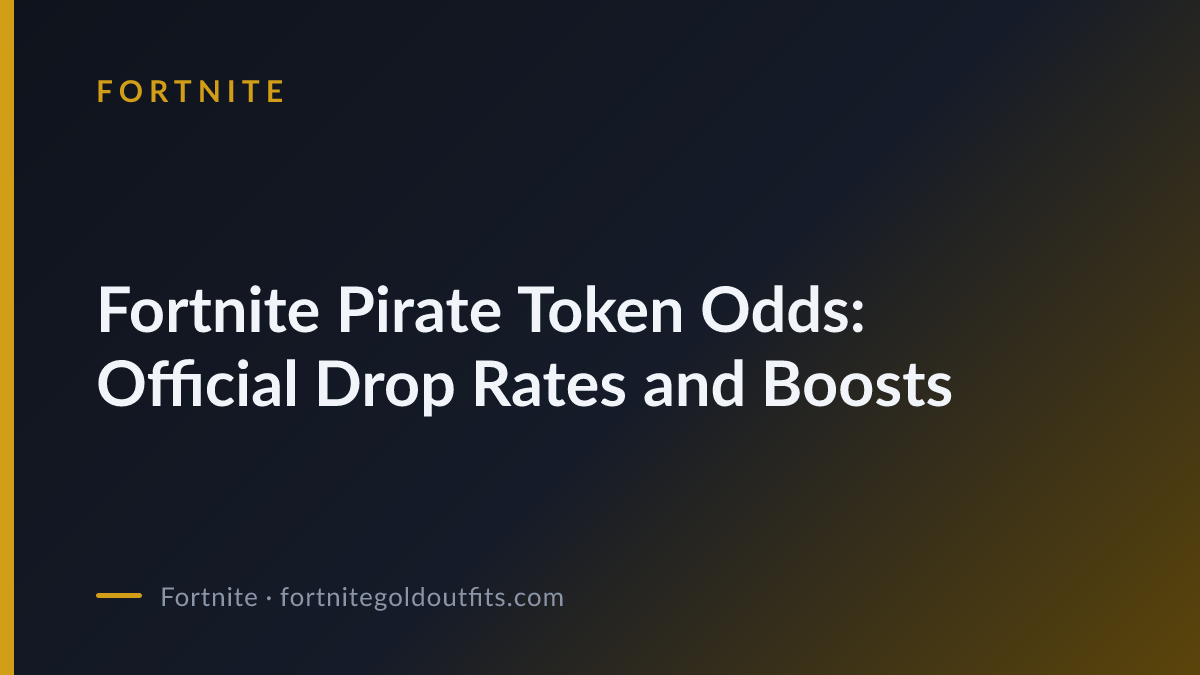 FORTNITE
Fortnite Pirate Token Odds:
Official Drop Rates and Boosts
Fortnite · fortnitegoldoutfits.com